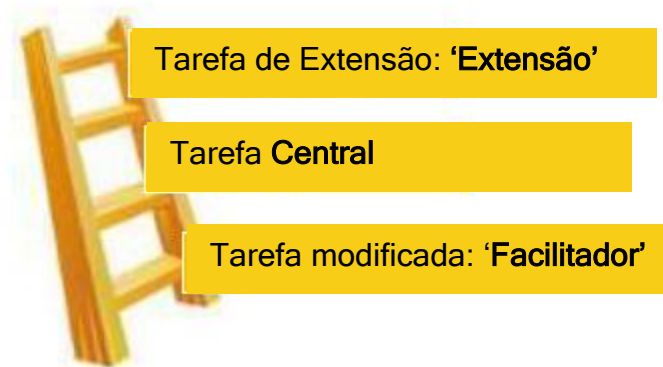 Tarefa de Extensão: ‘Extensão’
Tarefa Central
Tarefa modificada: ‘Facilitador’